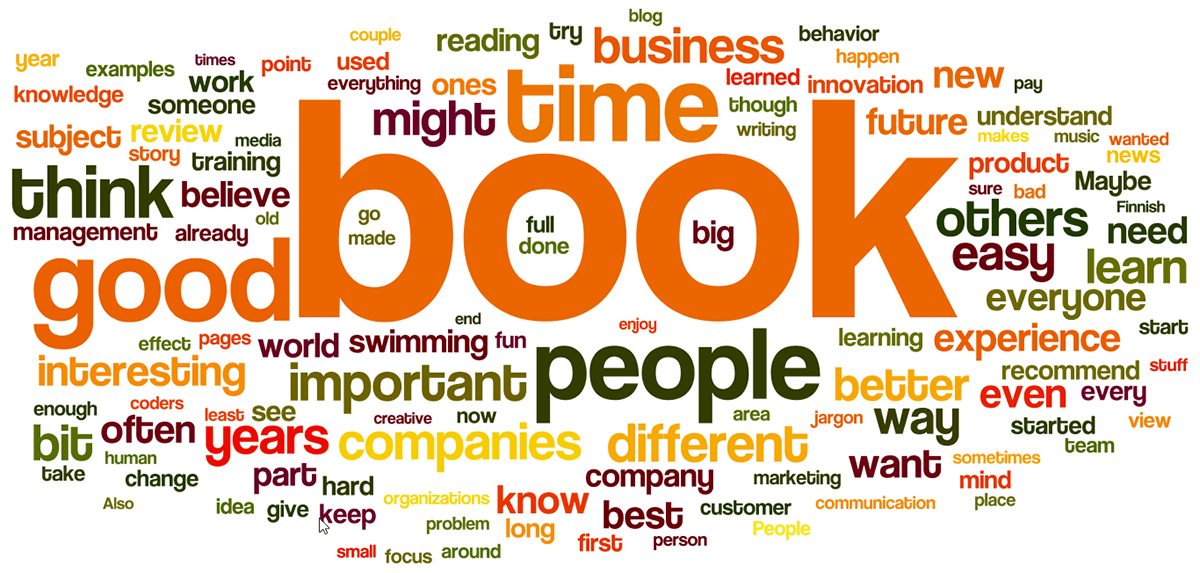 blog
couple
reading
try
business
behavior
year
examples
times
work
point
used
everything
ones
time
learned
happen
innovation
new
pay
knowledge
someone
might
though
writing
future
understand
subject
review
media
story
training
makes
music
wanted
news
product
think
believe
book
sure
bad
Maybe
old
go
made
full
done
big
Finnish
others
need
management
already
easy
learn
good
everyone
end
enjoy
start
effect
pages
world
swimming
fun
people
learning
experience
interesting
important
better
recommend
stuff
even
every
enough
coders
least
see
creative
now
area
jargon
way
started
view
bit
often
years
companies
different
team
human
take
change
part
hard
company
marketing
want
sometimes
mind
Also
idea
give
keep
organizations
know
best
customer
communication
place
problem
long
People
small
focus
around
first
person